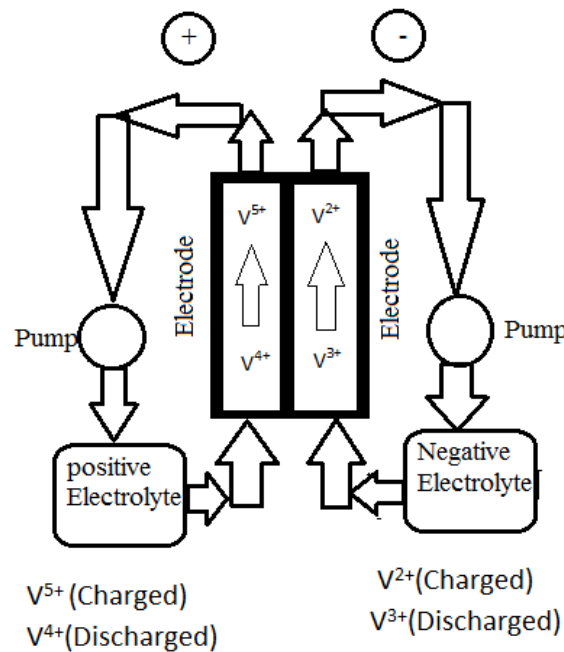 +
-
V⁵⁺
V²⁺
Electrode
Electrode
Pump
Pump
V⁴⁺
V³⁺
positive
Electrolyte
Negative
Electrolyte
V⁵⁺ (Charged)
V⁴⁺(Discharged)
V²⁺(Charged)
V³⁺(Discharged)